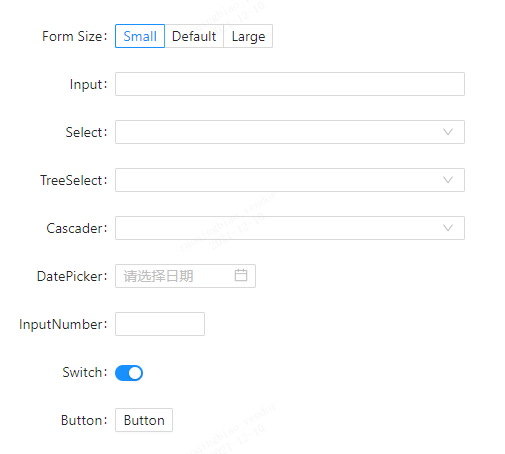 Form Size: Small Default Large
Input:
Select:
TreeSelect:
Cascader:
DatePicker: 请选择日期
InputNumber:
Switch:
Button: Button